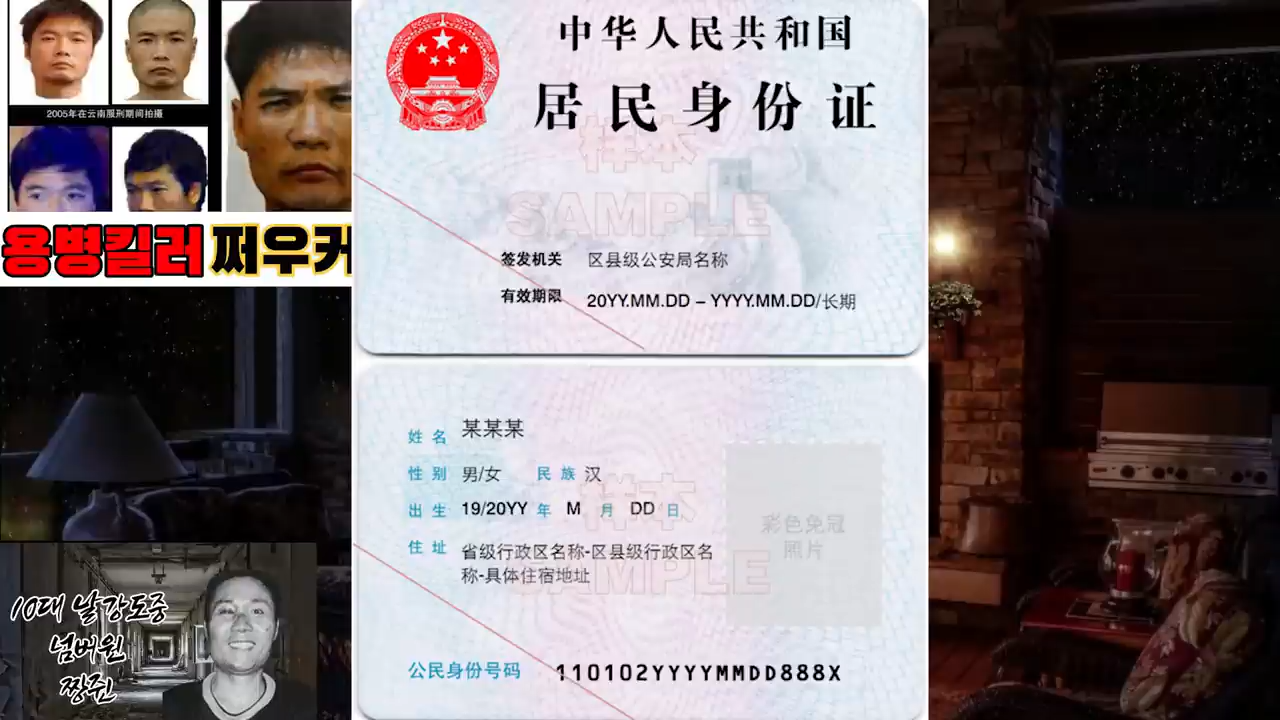 2005年在云南服刑期间拍摄
용병킬러 쩌우커
10대 날강도중
넘버원
짱쥔
中华人民共和国
居民身份证
样本
SAMPLE
签发机关 区县级公安局名称
有效期限 20YY.MM.DD – YYYY.MM.DD/长期
姓名 某某某
性别 男/女 民族 汉
出生 19/20YY 年 M 月 DD 日
住址 省级行政区名称-区县级行政区名
称-具体住宿地址
样本
SAMPLE
彩色免冠
照片
公民身份号码 110102YYYYMMDD888X